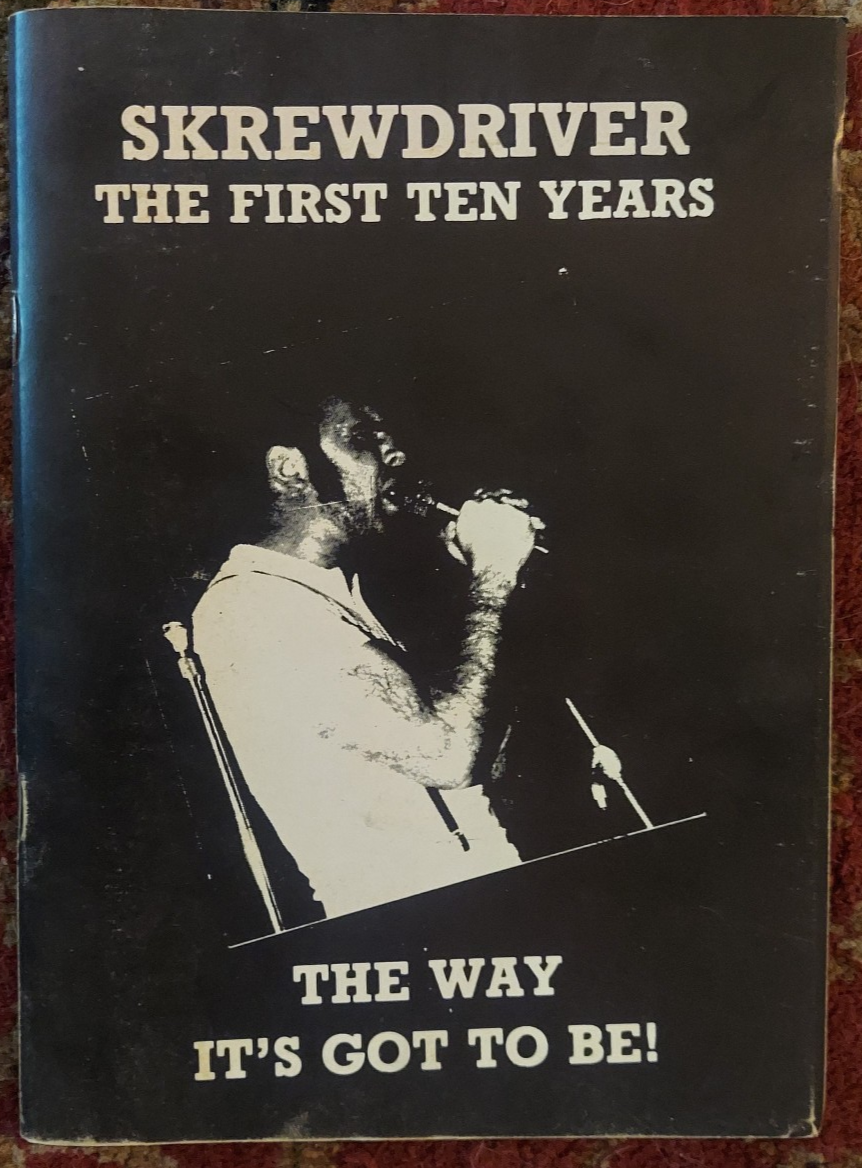 SKREWDRIVER
THE FIRST TEN YEARS
THE WAY
IT'S GOT TO BE!